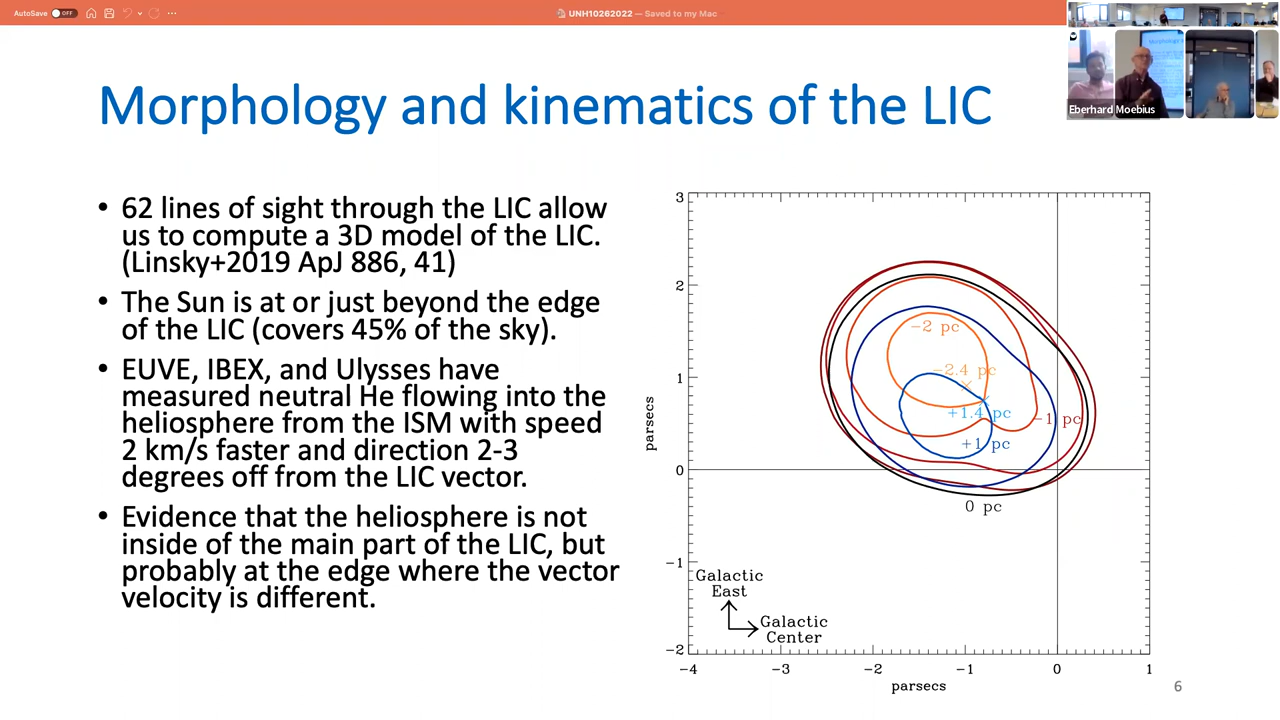 AutoSave OFF
UNH10262022 — Saved to my Mac
Eberhard Moebius
Morphology and kinematics of the LIC
• 62 lines of sight through the LIC allow
us to compute a 3D model of the LIC.
(Linsky+2019 ApJ 886, 41)
• The Sun is at or just beyond the edge
of the LIC (covers 45% of the sky).
• EUVE, IBEX, and Ulysses have
measured neutral He flowing into the
heliosphere from the ISM with speed
2 km/s faster and direction 2-3
degrees off from the LIC vector.
• Evidence that the heliosphere is not
inside of the main part of the LIC, but
probably at the edge where the vector
velocity is different.
3
2
1
0
−1
−2
parsecs
−2 pc
−2.4 pc
+1.4 pc
−1 pc
+1 pc
0 pc
Galactic
East
Galactic
Center
−4 −3 −2 −1 0 1
parsecs
6